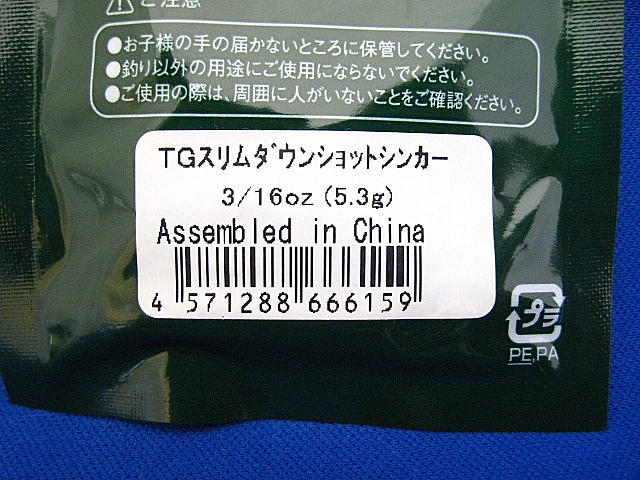 ご注意
●お子様の手の届かないところに保管してください。
●釣り以外の用途にご使用にならないでください。
●ご使用の際は、周囲に人がいないことをご確認ください。
TGスリムダウンショットシンカー
3/16oz (5.3g)
Assembled in China
4 571288 666159
プラ
PE,PA